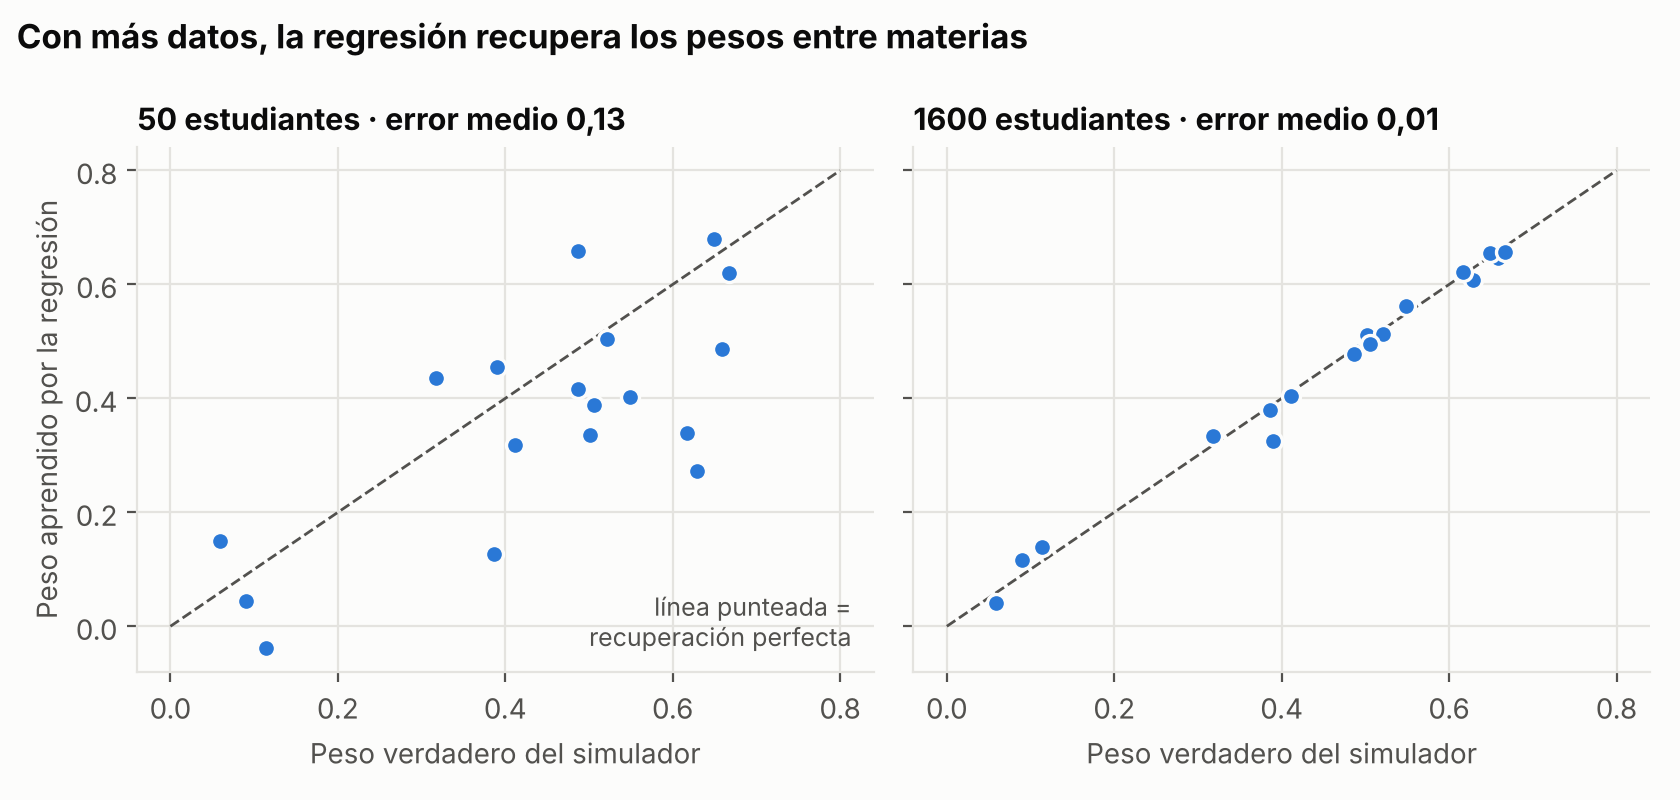 Con más datos, la regresión recupera los pesos entre materias
50 estudiantes · error medio 0,13
0.8
0.6
0.4
0.2
0.0
Peso aprendido por la regresión
línea punteada =
recuperación perfecta
0.0 0.2 0.4 0.6 0.8
Peso verdadero del simulador
1600 estudiantes · error medio 0,01
0.0 0.2 0.4 0.6 0.8
Peso verdadero del simulador